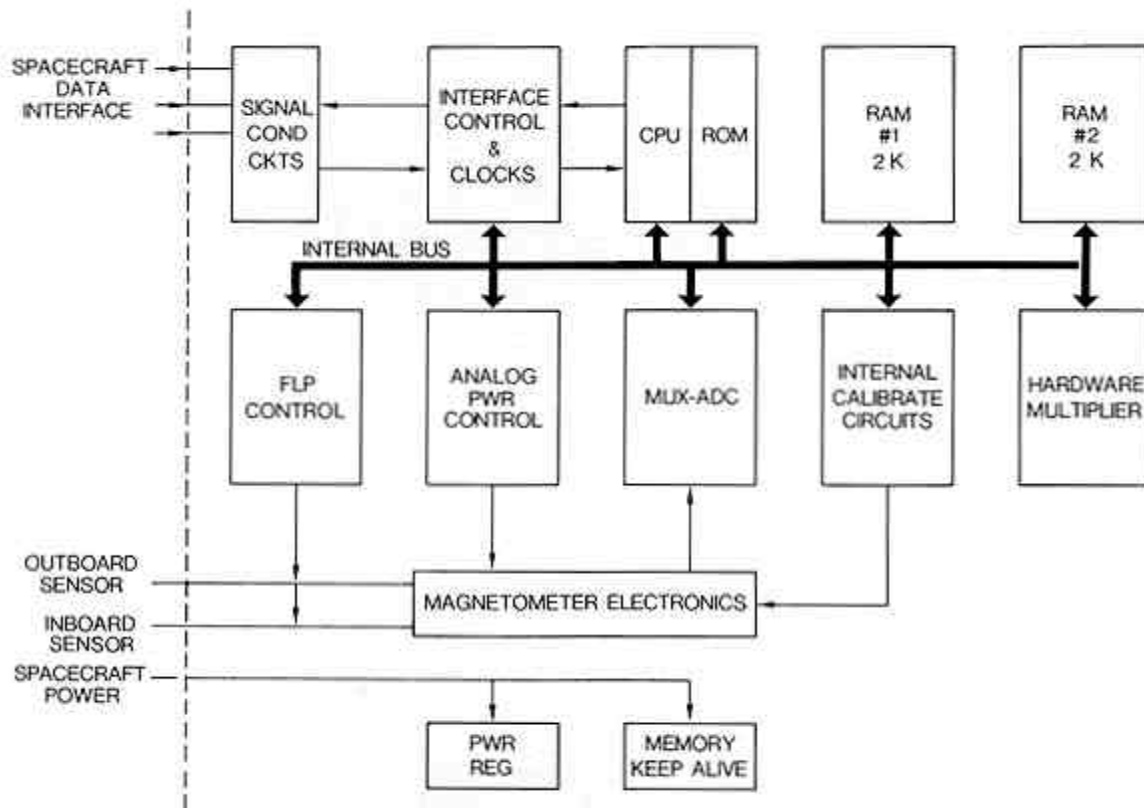 SPACECRAFT
DATA
INTERFACE
SIGNAL
COND
CKTS
INTERFACE
CONTROL
&
CLOCKS
CPU
ROM
RAM
#1
2 K
RAM
#2
2 K
INTERNAL BUS
FLP
CONTROL
ANALOG
PWR
CONTROL
MUX-ADC
INTERNAL
CALIBRATE
CIRCUITS
HARDWARE
MULTIPLIER
OUTBOARD
SENSOR
MAGNETOMETER ELECTRONICS
INBOARD
SENSOR
SPACECRAFT
POWER
PWR
REG
MEMORY
KEEP ALIVE